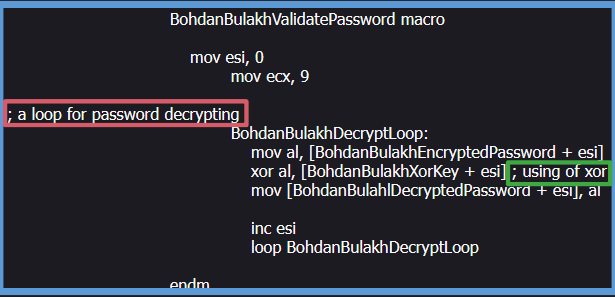 BohdanBulakhValidatePassword macro
mov esi, 0
mov ecx, 9
; a loop for password decrypting
BohdanBulakhDecryptLoop:
mov al, [BohdanBulakhEncryptedPassword + esi]
xor al, [BohdanBulakhXorKey + esi] ; using of xor
mov [BohdanBulahlDecryptedPassword + esi], al
inc esi
loop BohdanBulakhDecryptLoop
endm